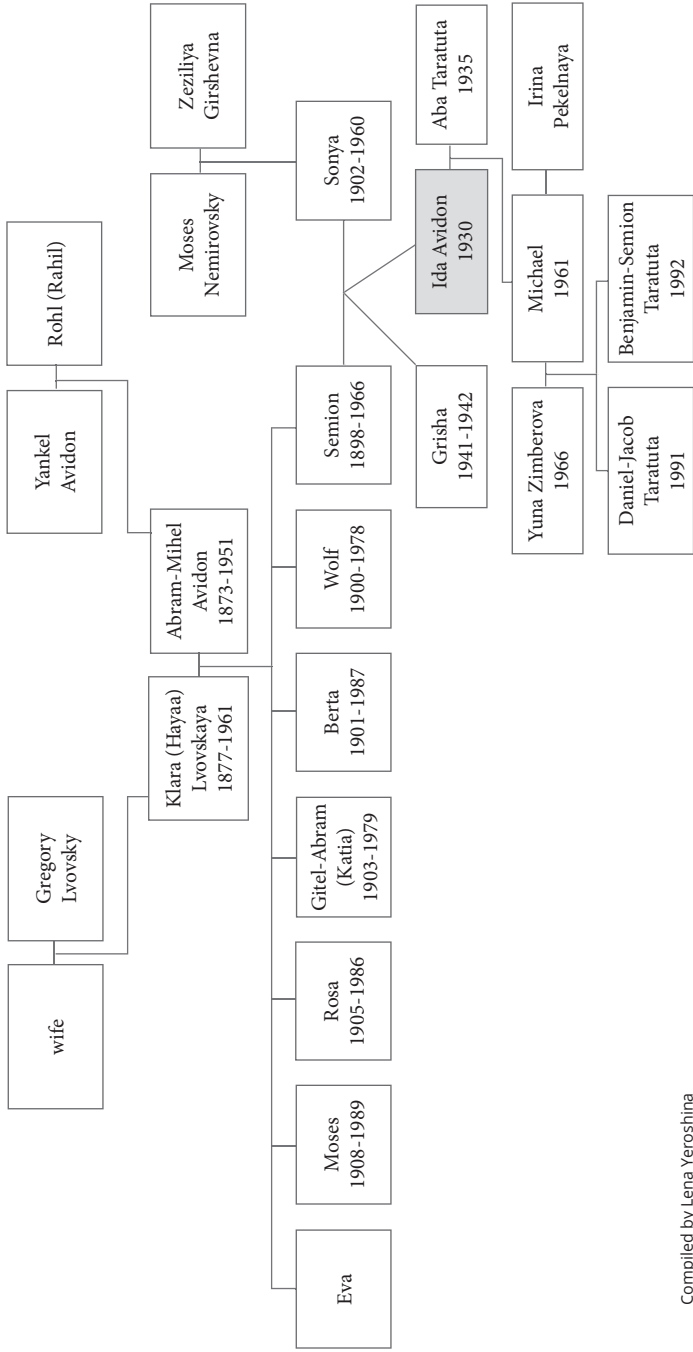 wife
Gregory
Lvovsky
Yankel
Avidon
Rohl (Rahil)
Klara (Hayaa)
Lvovskaya
1877-1961
Abram-Mihel
Avidon
1873-1951
Moses
Nemirovsky
Zeziliya
Girshevna
Eva
Moses
1908-1989
Rosa
1905-1986
Gitel-Abram
(Katia)
1903-1979
Berta
1901-1987
Wolf
1900-1978
Semion
1898-1966
Sonya
1902-1960
Grisha
1941-1942
Ida Avidon
1930
Aba Taratuta
1935
Yuna Zimberova
1966
Michael
1961
Irina
Pekelnaya
Daniel-Jacob
Taratuta
1991
Benjamin-Semion
Taratuta
1992
Compiled by Lena Yeroshina